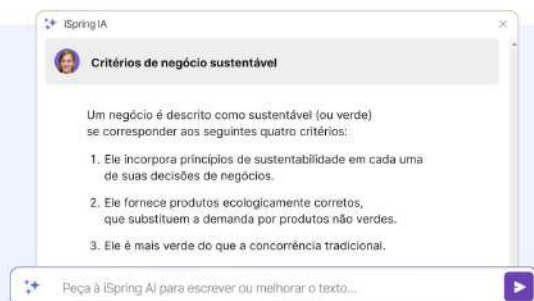 iSpring IA
Critérios de negócio sustentável
Um negócio é descrito como sustentável (ou verde)
se corresponder aos seguintes quatro critérios:
1. Ele incorpora princípios de sustentabilidade em cada uma
de suas decisões de negócios.
2. Ele fornece produtos ecologicamente corretos,
que substituem a demanda por produtos não verdes.
3. Ele é mais verde do que a concorrência tradicional.
Peça à iSpring AI para escrever ou melhorar o texto...